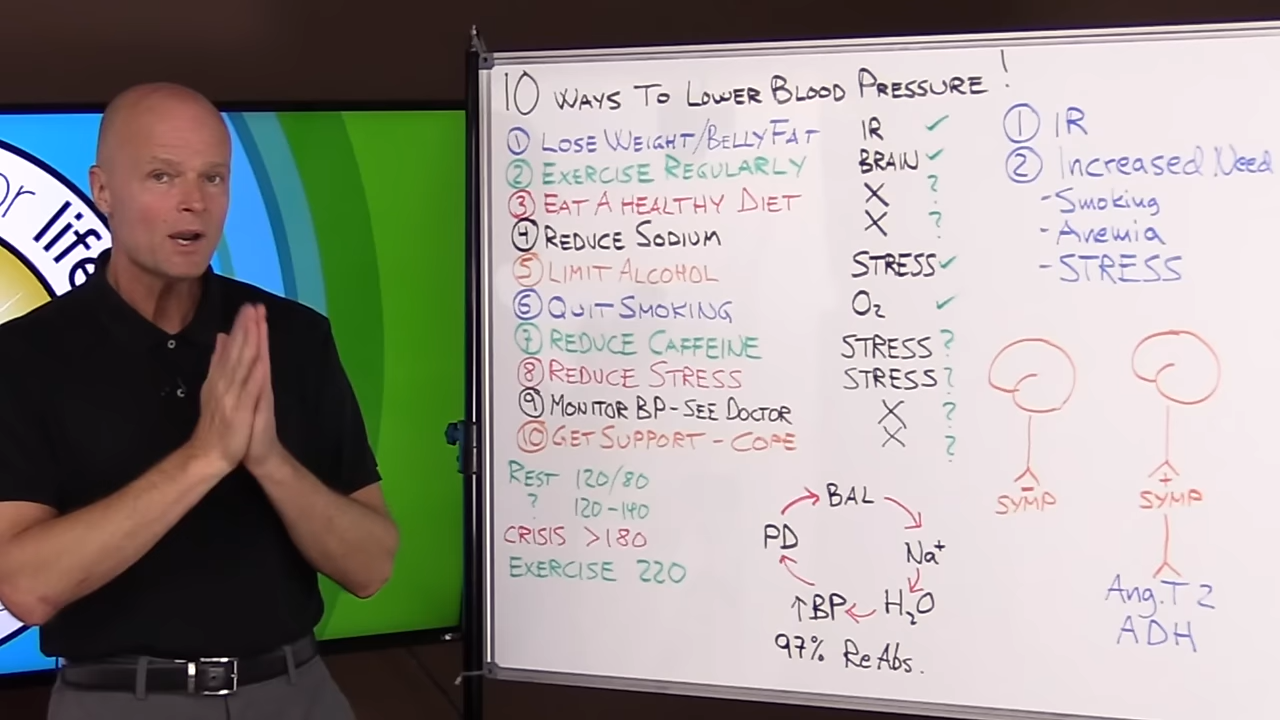 or life
10 WAYS TO LOWER BLOOD PRESSURE!
① LOSE WEIGHT/BELLY FAT IR ✓
② EXERCISE REGULARLY BRAIN ✓
③ EAT A HEALTHY DIET X ?
④ REDUCE SODIUM X ?
⑤ LIMIT ALCOHOL STRESS ✓
⑥ QUIT SMOKING O₂ ✓
⑦ REDUCE CAFFEINE STRESS ?
⑧ REDUCE STRESS STRESS ?
⑨ MONITOR BP - SEE DOCTOR X ?
⑩ GET SUPPORT - COPE X ?
REST 120/80
? 120-140
CRISIS >180
EXERCISE 220
BAL
Na⁺
H₂O
↑BP
PD
97% ReAbs.
① IR
② Increased Need
- Smoking
- Anemia
- STRESS
-
SYMP
+
SYMP
Ang.T 2
ADH